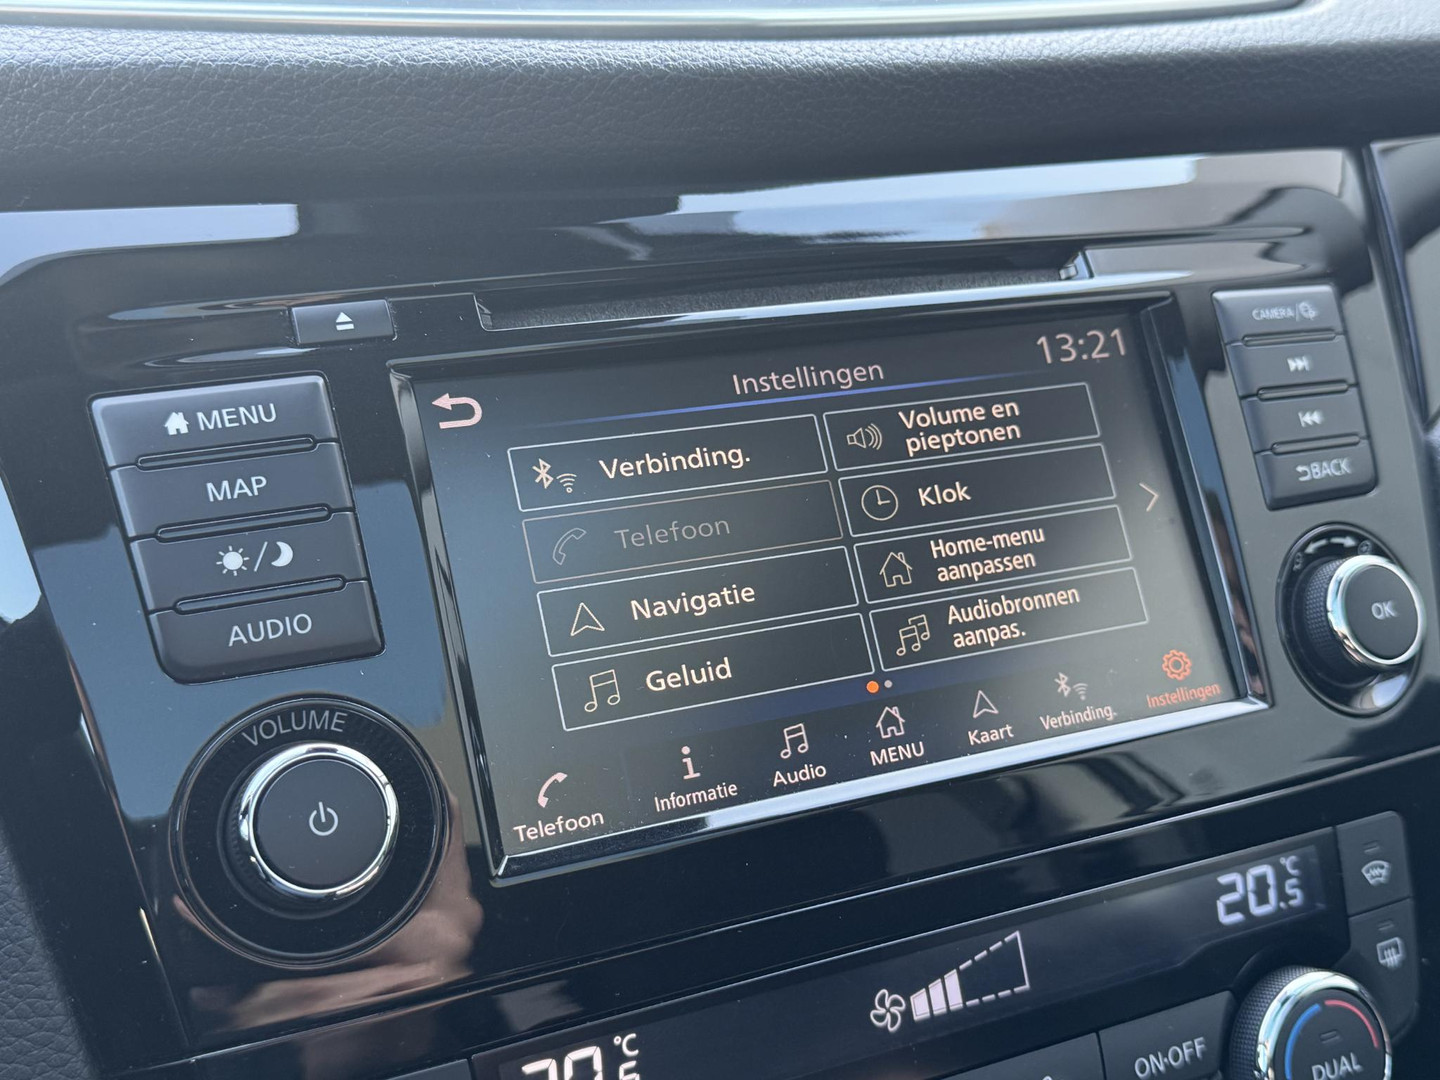 CAMERA/
MENU
MAP
/
AUDIO
VOLUME
Instellingen
13:21
Verbinding.
Volume en
pieptonen
Telefoon
Klok
Navigatie
Home-menu
aanpassen
Geluid
Audiobronnen
aanpas.
Telefoon
Informatie
Audio
MENU
Kaart
Verbinding.
Instellingen
BACK
OK
20.5°C
°C
ON·OFF
DUAL